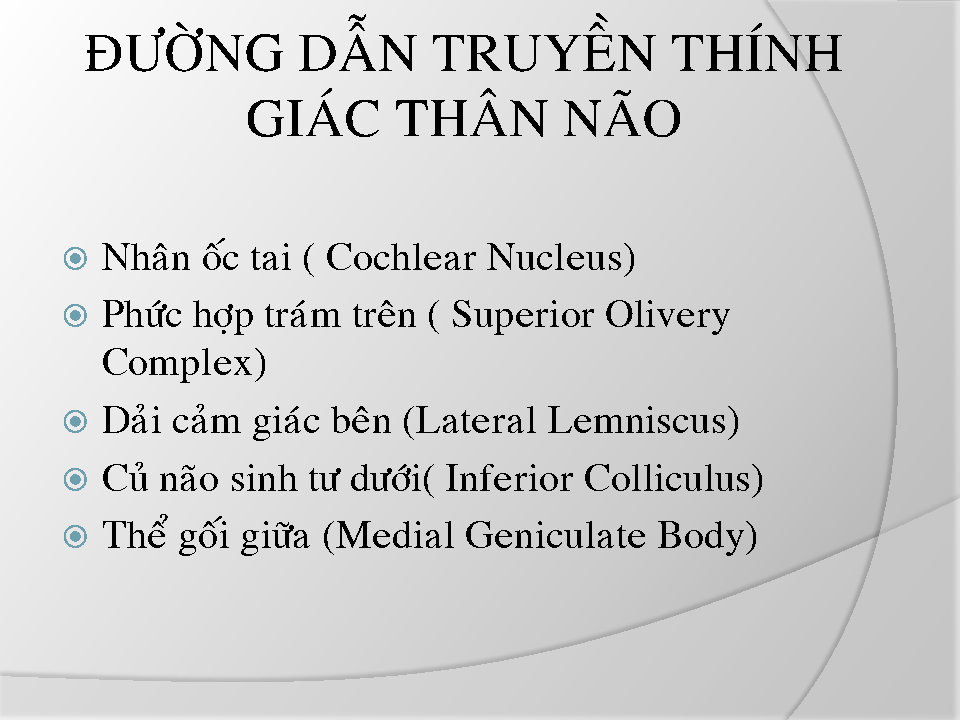 ĐƯỜNG DẪN TRUYỀN THÍNH
GIÁC THÂN NÃO
Nhân ốc tai ( Cochlear Nucleus)
Phức hợp trám trên ( Superior Olivery
Complex)
Dải cảm giác bên (Lateral Lemniscus)
Củ não sinh tư dưới( Inferior Colliculus)
Thể gối giữa (Medial Geniculate Body)